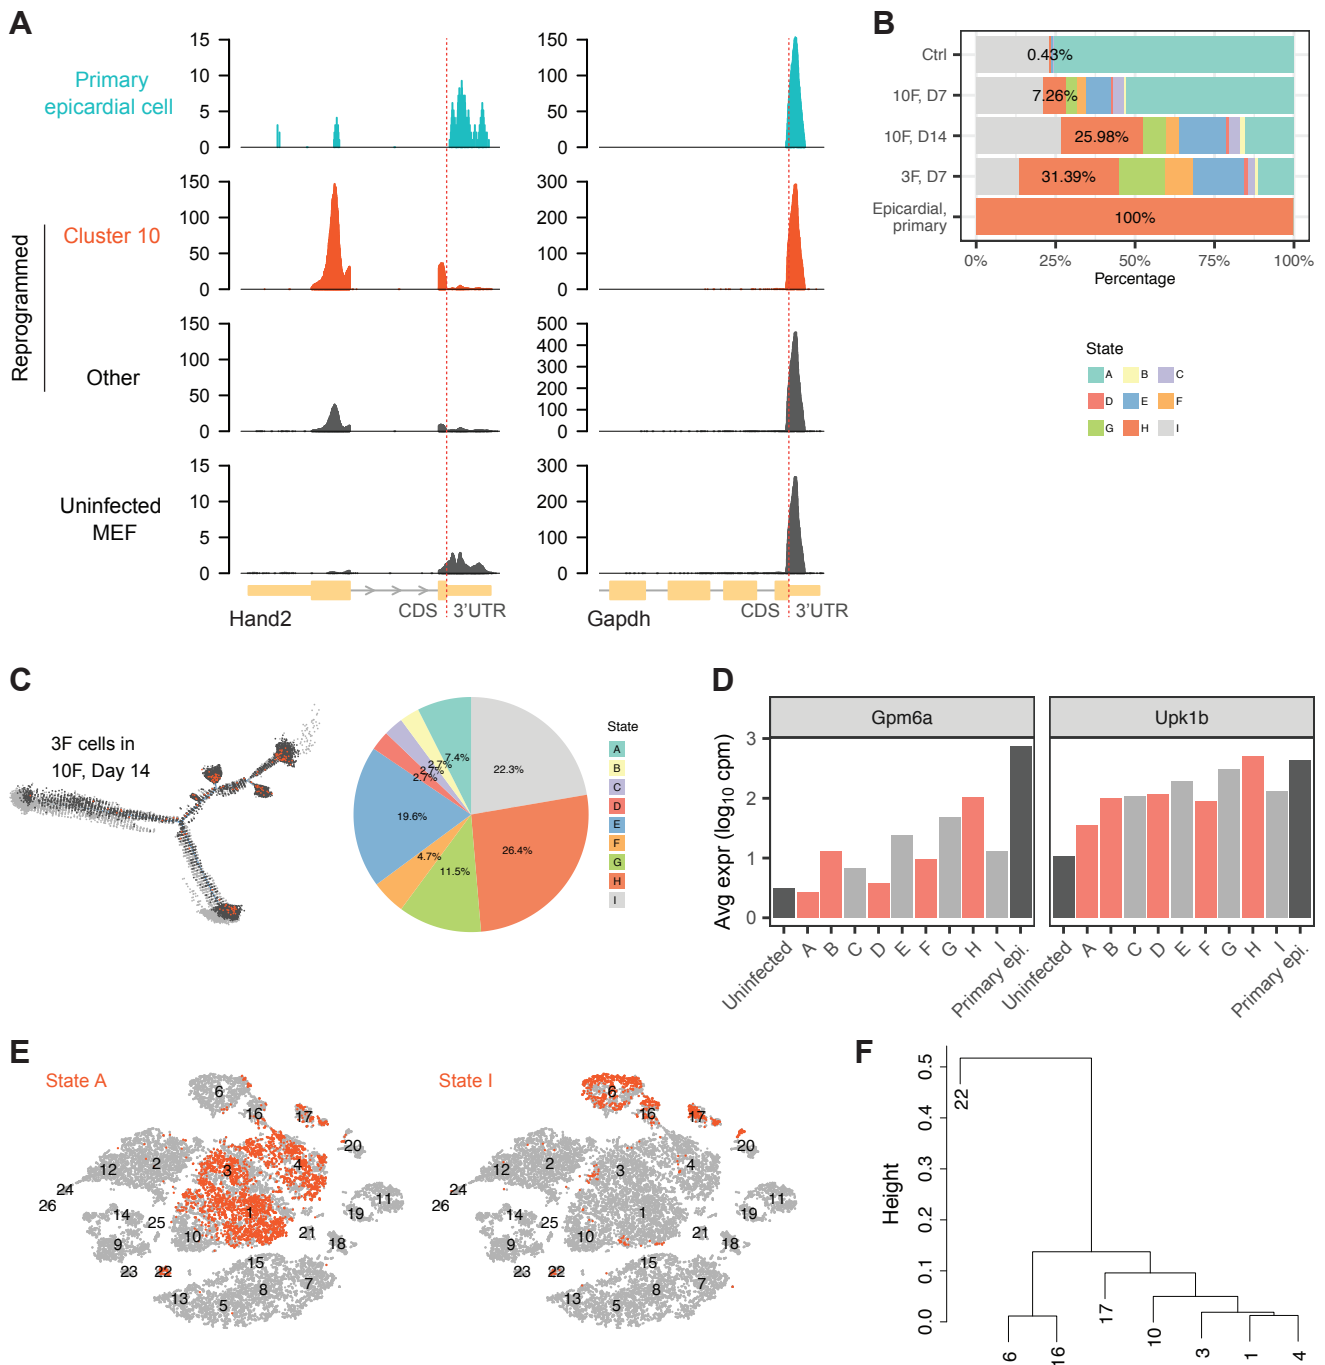 A
Primary
epicardial cell
15
10
5
0
150
100
50
0
Reprogrammed
Cluster 10
150
100
50
0
300
200
100
0
Other
150
100
50
0
500
400
300
200
100
0
Uninfected
MEF
15
10
5
0
300
200
100
0
CDS
3'UTR
Hand2
CDS
3'UTR
Gapdh
B
Ctrl
0.43%
10F, D7
7.26%
10F, D14
25.98%
3F, D7
31.39%
Epicardial,
primary
100%
0%
25%
50%
75%
100%
Percentage
State
A
B
C
D
E
F
G
H
I
C
3F cells in
10F, Day 14
7.4%
2.7%
2.7%
2.7%
19.6%
4.7%
11.5%
26.4%
22.3%
State
A
B
C
D
E
F
G
H
I
D
Gpm6a
Upk1b
Avg expr (log10 cpm)
3
2
1
0
Uninfected
A
B
C
D
E
F
G
H
I
Primary epi.
Uninfected
A
B
C
D
E
F
G
H
I
Primary epi.
E
State A
6
16
17
20
12
2
3
4
24
26
14
25
1
11
19
9
10
21
18
23
22
15
13
5
8
7
State I
6
16
17
20
12
2
3
4
24
26
14
25
1
11
19
9
10
21
18
23
22
15
13
5
8
7
F
Height
0.5
0.4
0.3
0.2
0.1
0.0
22
6
16
17
10
3
1
4